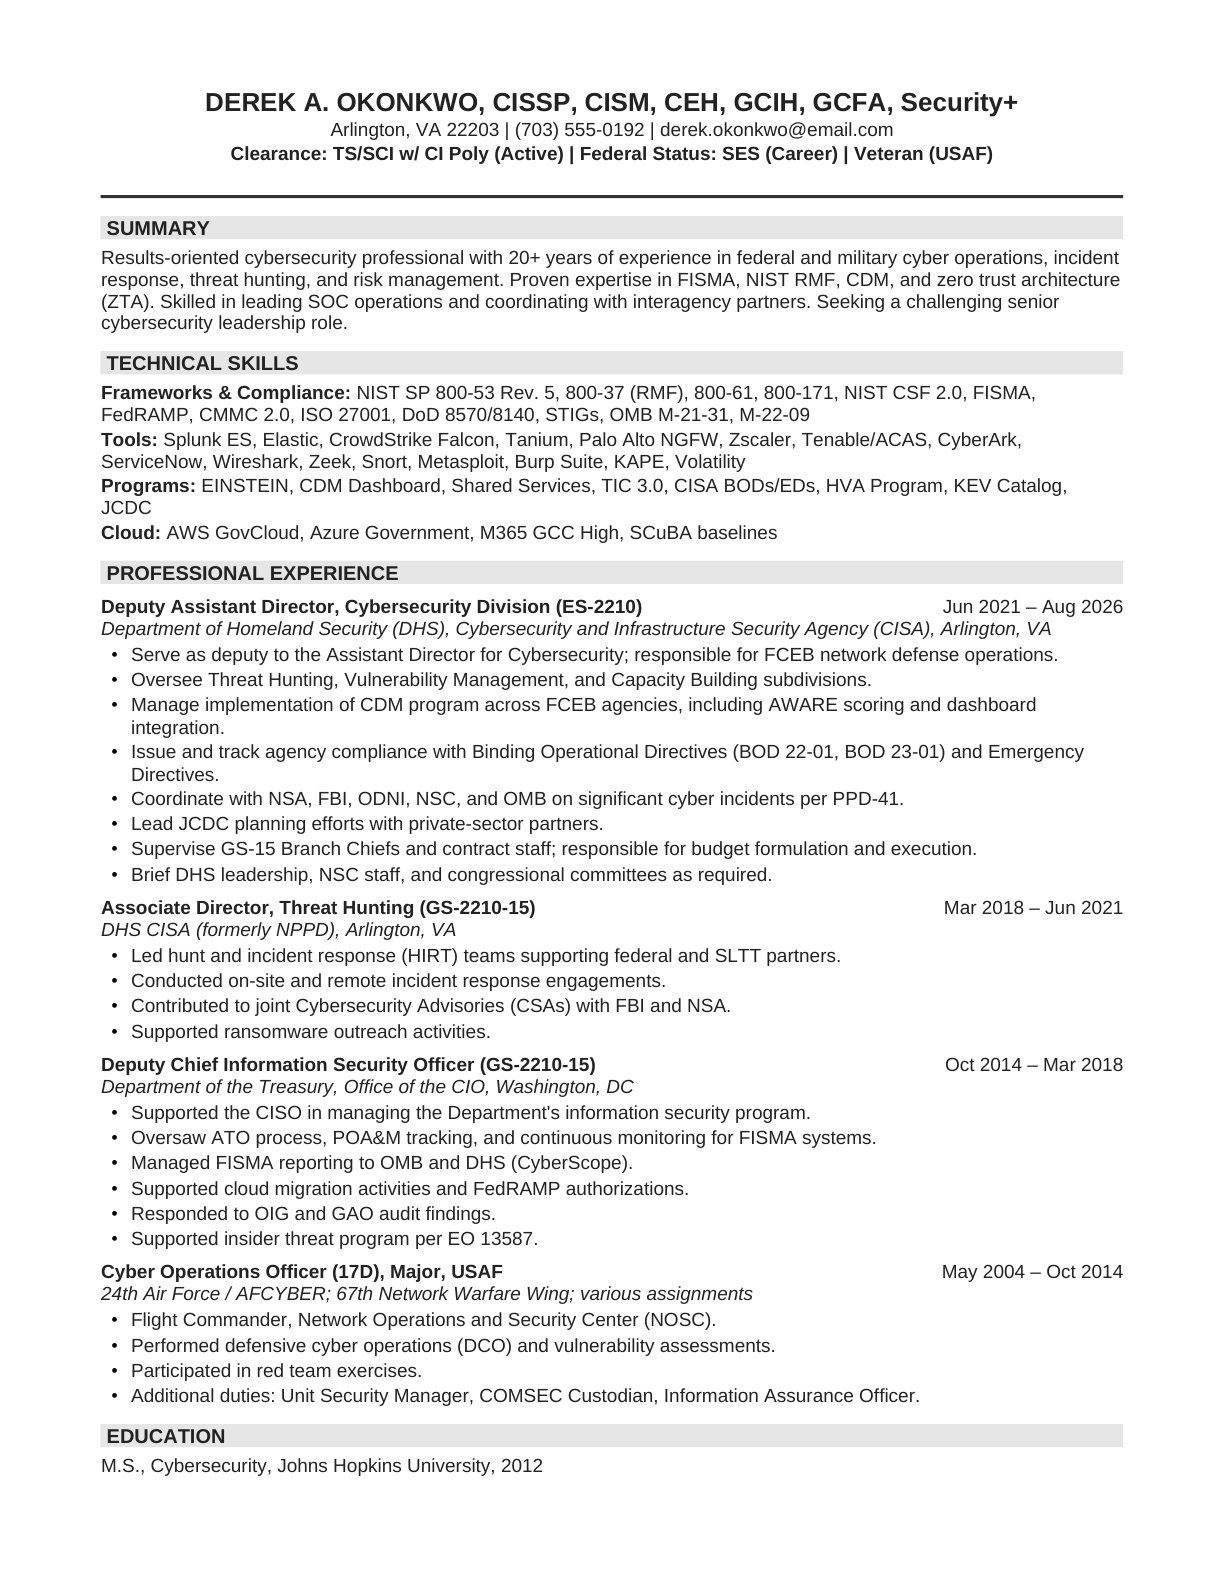 DEREK A. OKONKWO, CISSP, CISM, CEH, GCIH, GCFA, Security+
Arlington, VA 22203 | (703) 555-0192 | derek.okonkwo@email.com
Clearance: TS/SCI w/ CI Poly (Active) | Federal Status: SES (Career) | Veteran (USAF)
SUMMARY
Results-oriented cybersecurity professional with 20+ years of experience in federal and military cyber operations, incident
response, threat hunting, and risk management. Proven expertise in FISMA, NIST RMF, CDM, and zero trust architecture
(ZTA). Skilled in leading SOC operations and coordinating with interagency partners. Seeking a challenging senior
cybersecurity leadership role.
TECHNICAL SKILLS
Frameworks & Compliance: NIST SP 800-53 Rev. 5, 800-37 (RMF), 800-61, 800-171, NIST CSF 2.0, FISMA,
FedRAMP, CMMC 2.0, ISO 27001, DoD 8570/8140, STIGs, OMB M-21-31, M-22-09
Tools: Splunk ES, Elastic, CrowdStrike Falcon, Tanium, Palo Alto NGFW, Zscaler, Tenable/ACAS, CyberArk,
ServiceNow, Wireshark, Zeek, Snort, Metasploit, Burp Suite, KAPE, Volatility
Programs: EINSTEIN, CDM Dashboard, Shared Services, TIC 3.0, CISA BODs/EDs, HVA Program, KEV Catalog,
JCDC
Cloud: AWS GovCloud, Azure Government, M365 GCC High, SCuBA baselines
PROFESSIONAL EXPERIENCE
Deputy Assistant Director, Cybersecurity Division (ES-2210) Jun 2021 – Aug 2026
Department of Homeland Security (DHS), Cybersecurity and Infrastructure Security Agency (CISA), Arlington, VA
• Serve as deputy to the Assistant Director for Cybersecurity; responsible for FCEB network defense operations.
• Oversee Threat Hunting, Vulnerability Management, and Capacity Building subdivisions.
• Manage implementation of CDM program across FCEB agencies, including AWARE scoring and dashboard
integration.
• Issue and track agency compliance with Binding Operational Directives (BOD 22-01, BOD 23-01) and Emergency
Directives.
• Coordinate with NSA, FBI, ODNI, NSC, and OMB on significant cyber incidents per PPD-41.
• Lead JCDC planning efforts with private-sector partners.
• Supervise GS-15 Branch Chiefs and contract staff; responsible for budget formulation and execution.
• Brief DHS leadership, NSC staff, and congressional committees as required.
Associate Director, Threat Hunting (GS-2210-15) Mar 2018 – Jun 2021
DHS CISA (formerly NPPD), Arlington, VA
• Led hunt and incident response (HIRT) teams supporting federal and SLTT partners.
• Conducted on-site and remote incident response engagements.
• Contributed to joint Cybersecurity Advisories (CSAs) with FBI and NSA.
• Supported ransomware outreach activities.
Deputy Chief Information Security Officer (GS-2210-15) Oct 2014 – Mar 2018
Department of the Treasury, Office of the CIO, Washington, DC
• Supported the CISO in managing the Department's information security program.
• Oversaw ATO process, POA&M tracking, and continuous monitoring for FISMA systems.
• Managed FISMA reporting to OMB and DHS (CyberScope).
• Supported cloud migration activities and FedRAMP authorizations.
• Responded to OIG and GAO audit findings.
• Supported insider threat program per EO 13587.
Cyber Operations Officer (17D), Major, USAF May 2004 – Oct 2014
24th Air Force / AFCYBER; 67th Network Warfare Wing; various assignments
• Flight Commander, Network Operations and Security Center (NOSC).
• Performed defensive cyber operations (DCO) and vulnerability assessments.
• Participated in red team exercises.
• Additional duties: Unit Security Manager, COMSEC Custodian, Information Assurance Officer.
EDUCATION
M.S., Cybersecurity, Johns Hopkins University, 2012